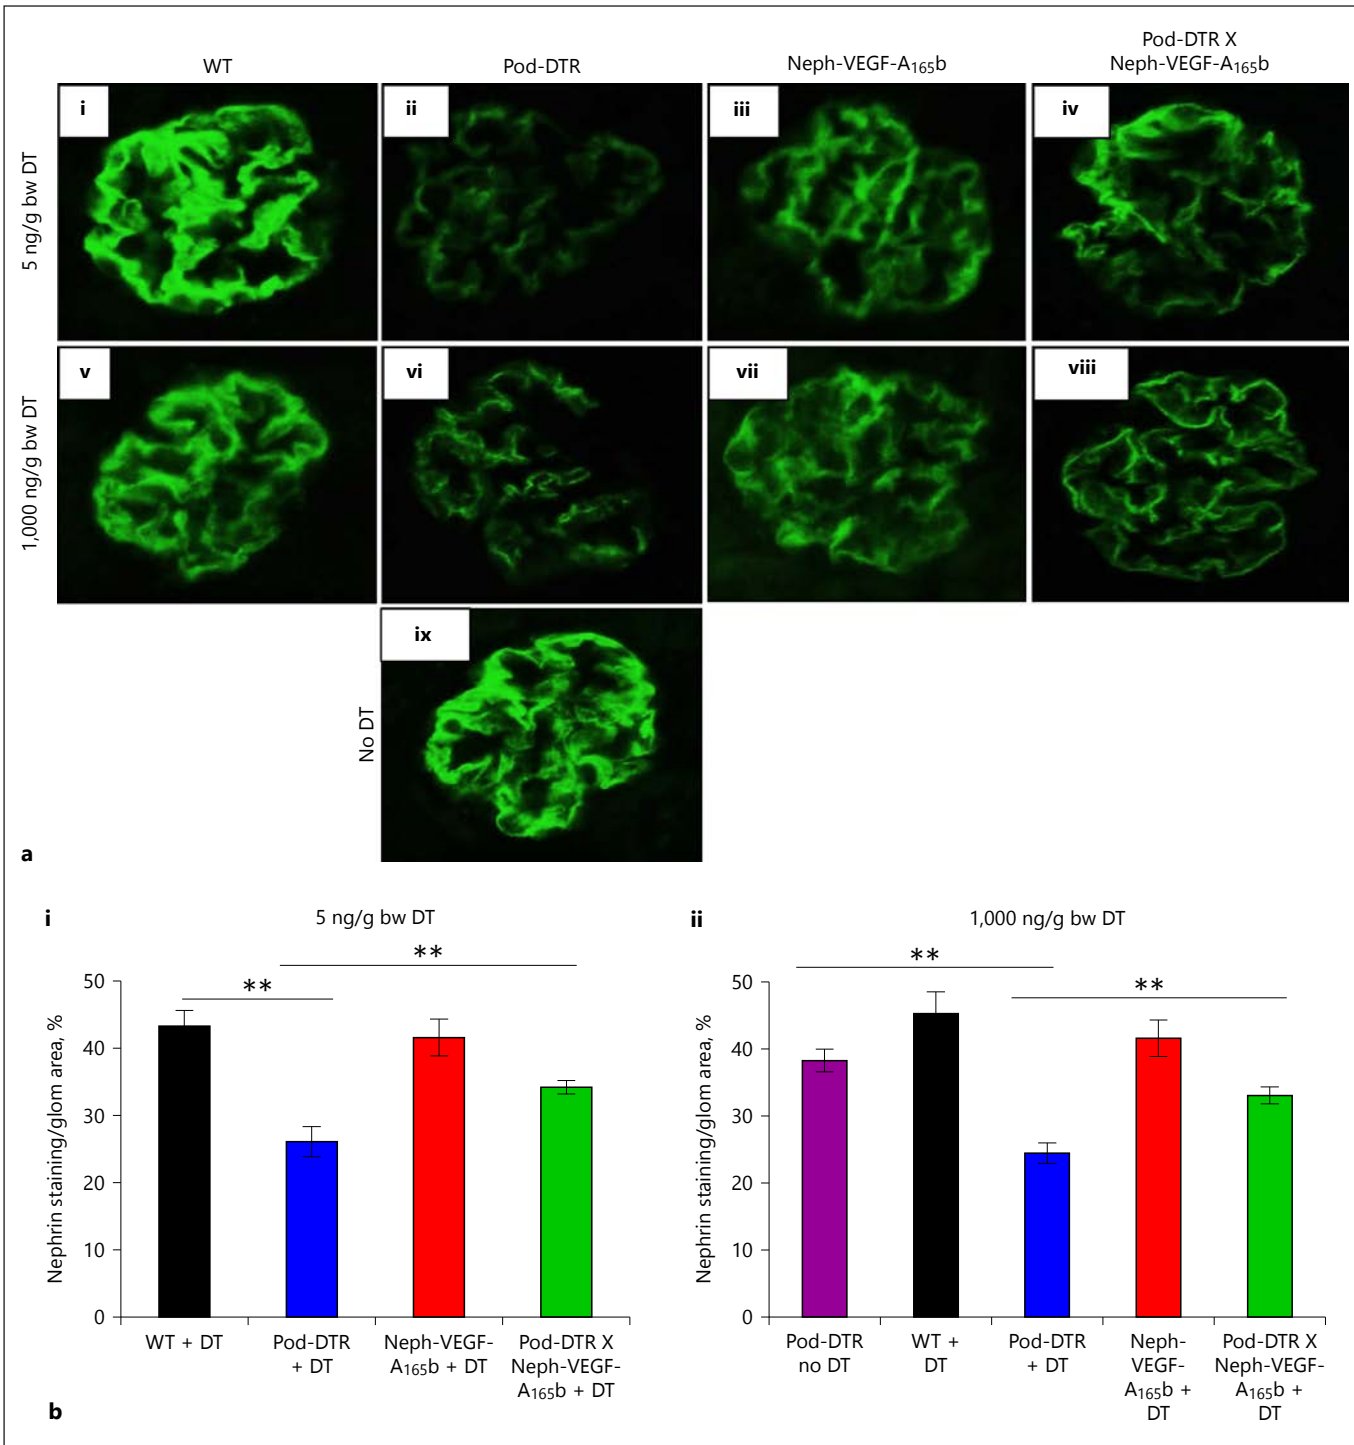 WT
Pod-DTR
Neph-VEGF-A₁₆₅b
Pod-DTR X
Neph-VEGF-A₁₆₅b
5 ng/g bw DT
i
ii
iii
iv
1,000 ng/g bw DT
v
vi
vii
viii
No DT
ix
a
i
5 ng/g bw DT
Nephrin staining/glom area, %
50
40
30
20
10
0
**
**
WT + DT
Pod-DTR
+ DT
Neph-VEGF-
A₁₆₅b + DT
Pod-DTR X
Neph-VEGF-
A₁₆₅b + DT
ii
1,000 ng/g bw DT
Nephrin staining/glom area, %
50
40
30
20
10
0
**
**
Pod-DTR
no DT
WT +
DT
Pod-DTR
+ DT
Neph-
VEGF-
A₁₆₅b +
DT
Pod-DTR X
Neph-VEGF-
A₁₆₅b +
DT
b